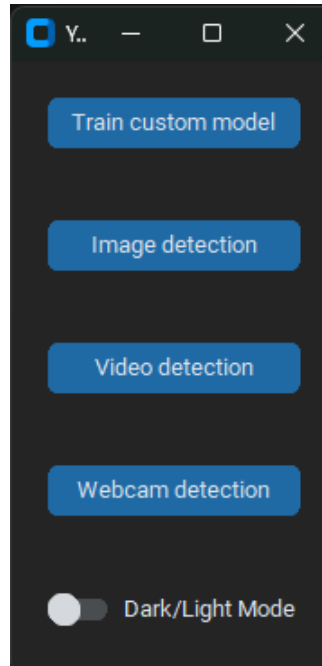 Y..
Train custom model
Image detection
Video detection
Webcam detection
Dark/Light Mode